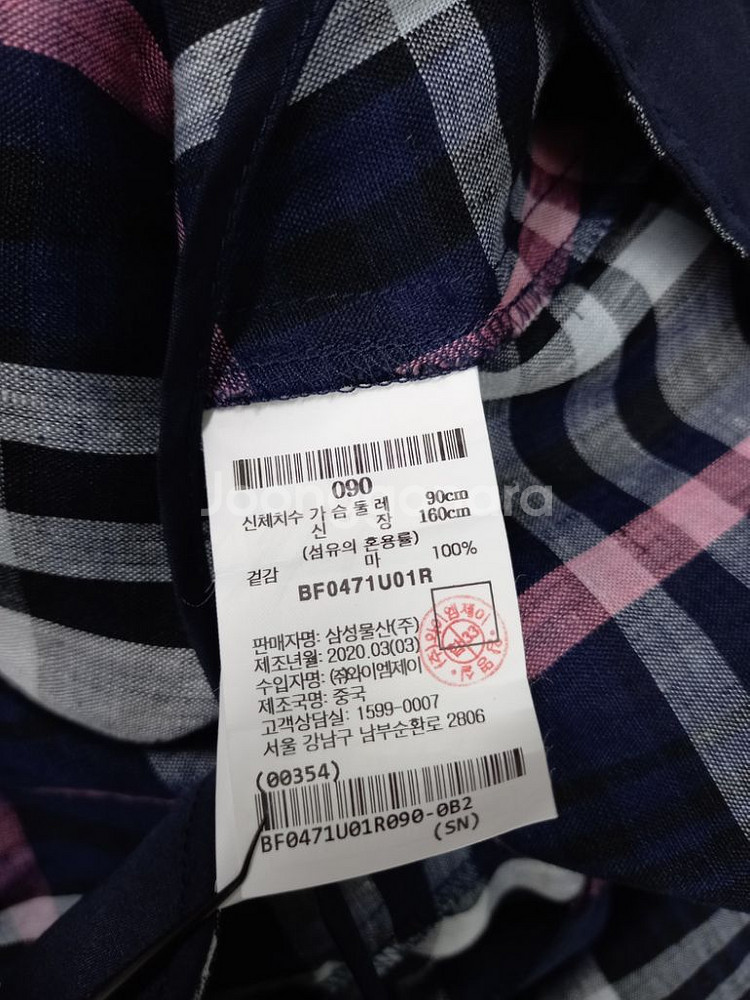 090
신체치수 가 슴 둘 레 90cm
신 장 160cm
(섬유의 혼용률)
겉감 마 100%
BF0471U01R
판매자명: 삼성물산(주)
제조년월: 2020.03(03)
수입자명: ㈜와이엠제이
제조국명: 중국
고객상담실: 1599-0007
서울 강남구 남부순환로 2806
(00354)
BF0471U01R090-0B2
(SN)